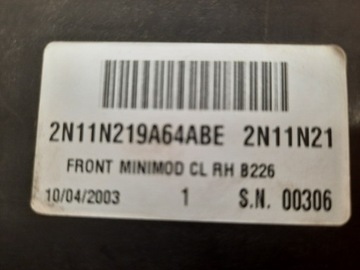 2N11N219A64ABE 2N11N21
FRONT MINIMOD CL RH B226
10/04/2003 1 S.N. 00306